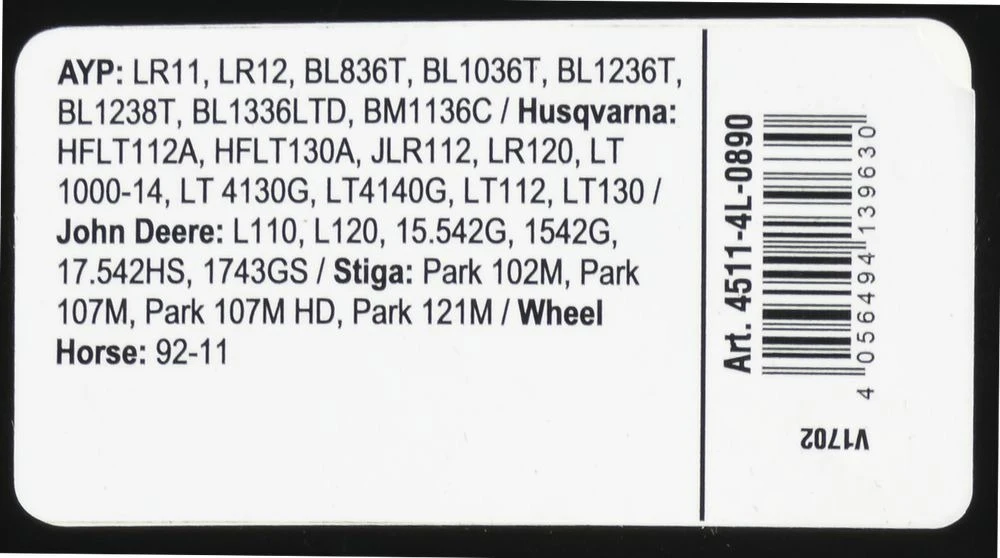 AYP: LR11, LR12, BL836T, BL1036T, BL1236T,
BL1238T, BL1336LTD, BM1136C / Husqvarna:
HFLT112A, HFLT130A, JLR112, LR120, LT
1000-14, LT 4130G, LT4140G, LT112, LT130 /
John Deere: L110, L120, 15.542G, 1542G,
17.542HS, 1743GS / Stiga: Park 102M, Park
107M, Park 107M HD, Park 121M / Wheel
Horse: 92-11
Art. 4511-4L-0890
4 056494 139630
V1702